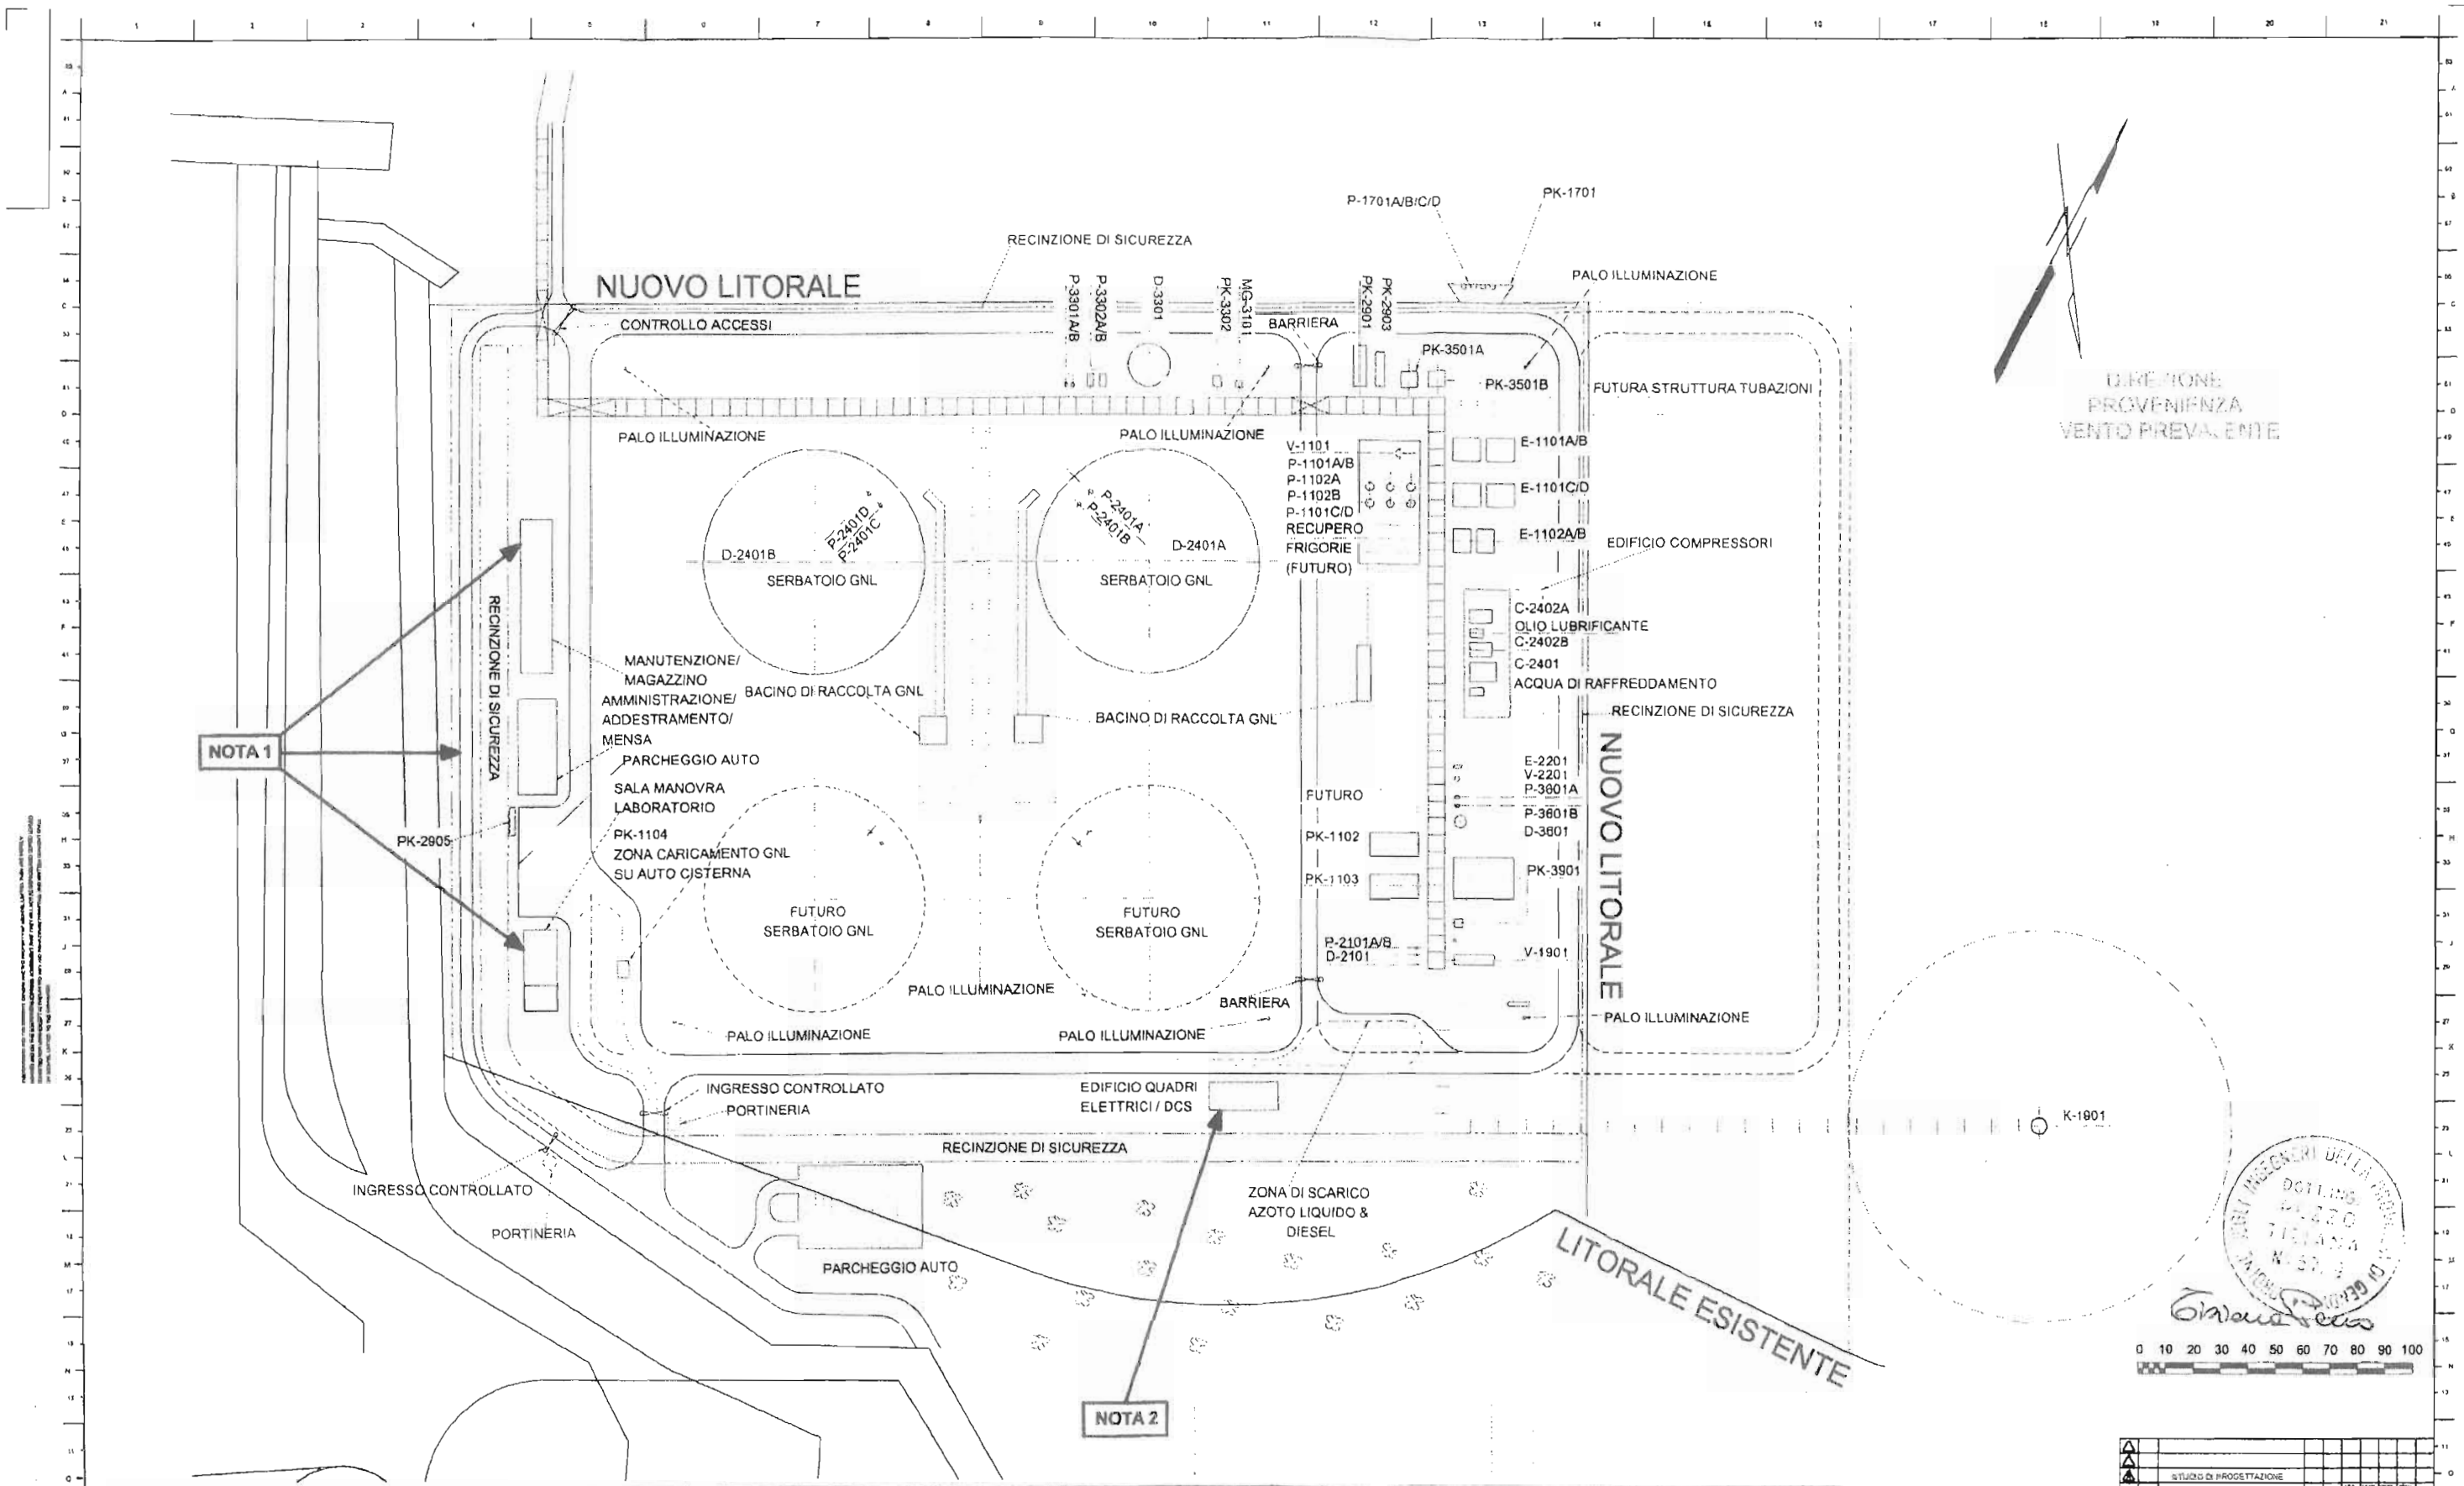 P-1701A/B/C/D
PK-1701
RECINZIONE DI SICUREZZA
NUOVO LITORALE
PALO ILLUMINAZIONE
P-3301A/B
P-3302A/B
D-3301
PK-3302
MG-3101
PK-2901
PK-2903
CONTROLLO ACCESSI
BARRIERA
PK-3501A
PK-3501B
FUTURA STRUTTURA TUBAZIONI
DIREZIONE
PROVENIENZA
VENTO PREVALENTE
PALO ILLUMINAZIONE
PALO ILLUMINAZIONE
V-1101
P-1101A/B
P-1102A
P-1102B
P-1101C/D
RECUPERO
FRIGORIE
(FUTURO)
E-1101A/B
E-1101C/D
E-1102A/B
EDIFICIO COMPRESSORI
P-2401D
P-2401C
P-2401A
P-2401B
D-2401B
SERBATOIO GNL
D-2401A
SERBATOIO GNL
C-2402A
OLIO LUBRIFICANTE
C-2402B
C-2401
ACQUA DI RAFFREDDAMENTO
RECINZIONE DI SICUREZZA
RECINZIONE DI SICUREZZA
MANUTENZIONE/
MAGAZZINO
AMMINISTRAZIONE/
ADDESTRAMENTO/
MENSA
BACINO DI RACCOLTA GNL
BACINO DI RACCOLTA GNL
NOTA 1
PARCHEGGIO AUTO
SALA MANOVRA
LABORATORIO
PK-2905
PK-1104
ZONA CARICAMENTO GNL
SU AUTO CISTERNA
NUOVO LITORALE
E-2201
V-2201
P-3601A
P-3601B
D-3601
FUTURO
PK-1102
PK-1103
PK-3901
FUTURO
SERBATOIO GNL
FUTURO
SERBATOIO GNL
P-2101A/B
D-2101
V-1901
PALO ILLUMINAZIONE
BARRIERA
PALO ILLUMINAZIONE
PALO ILLUMINAZIONE
PALO ILLUMINAZIONE
INGRESSO CONTROLLATO
PORTINERIA
EDIFICIO QUADRI
ELETTRICI / DCS
K-1901
RECINZIONE DI SICUREZZA
INGRESSO CONTROLLATO
PORTINERIA
ZONA DI SCARICO
AZOTO LIQUIDO &
DIESEL
PARCHEGGIO AUTO
LITORALE ESISTENTE
NOTA 2
0 10 20 30 40 50 60 70 80 90 100
STUDIO DI PROGETTAZIONE